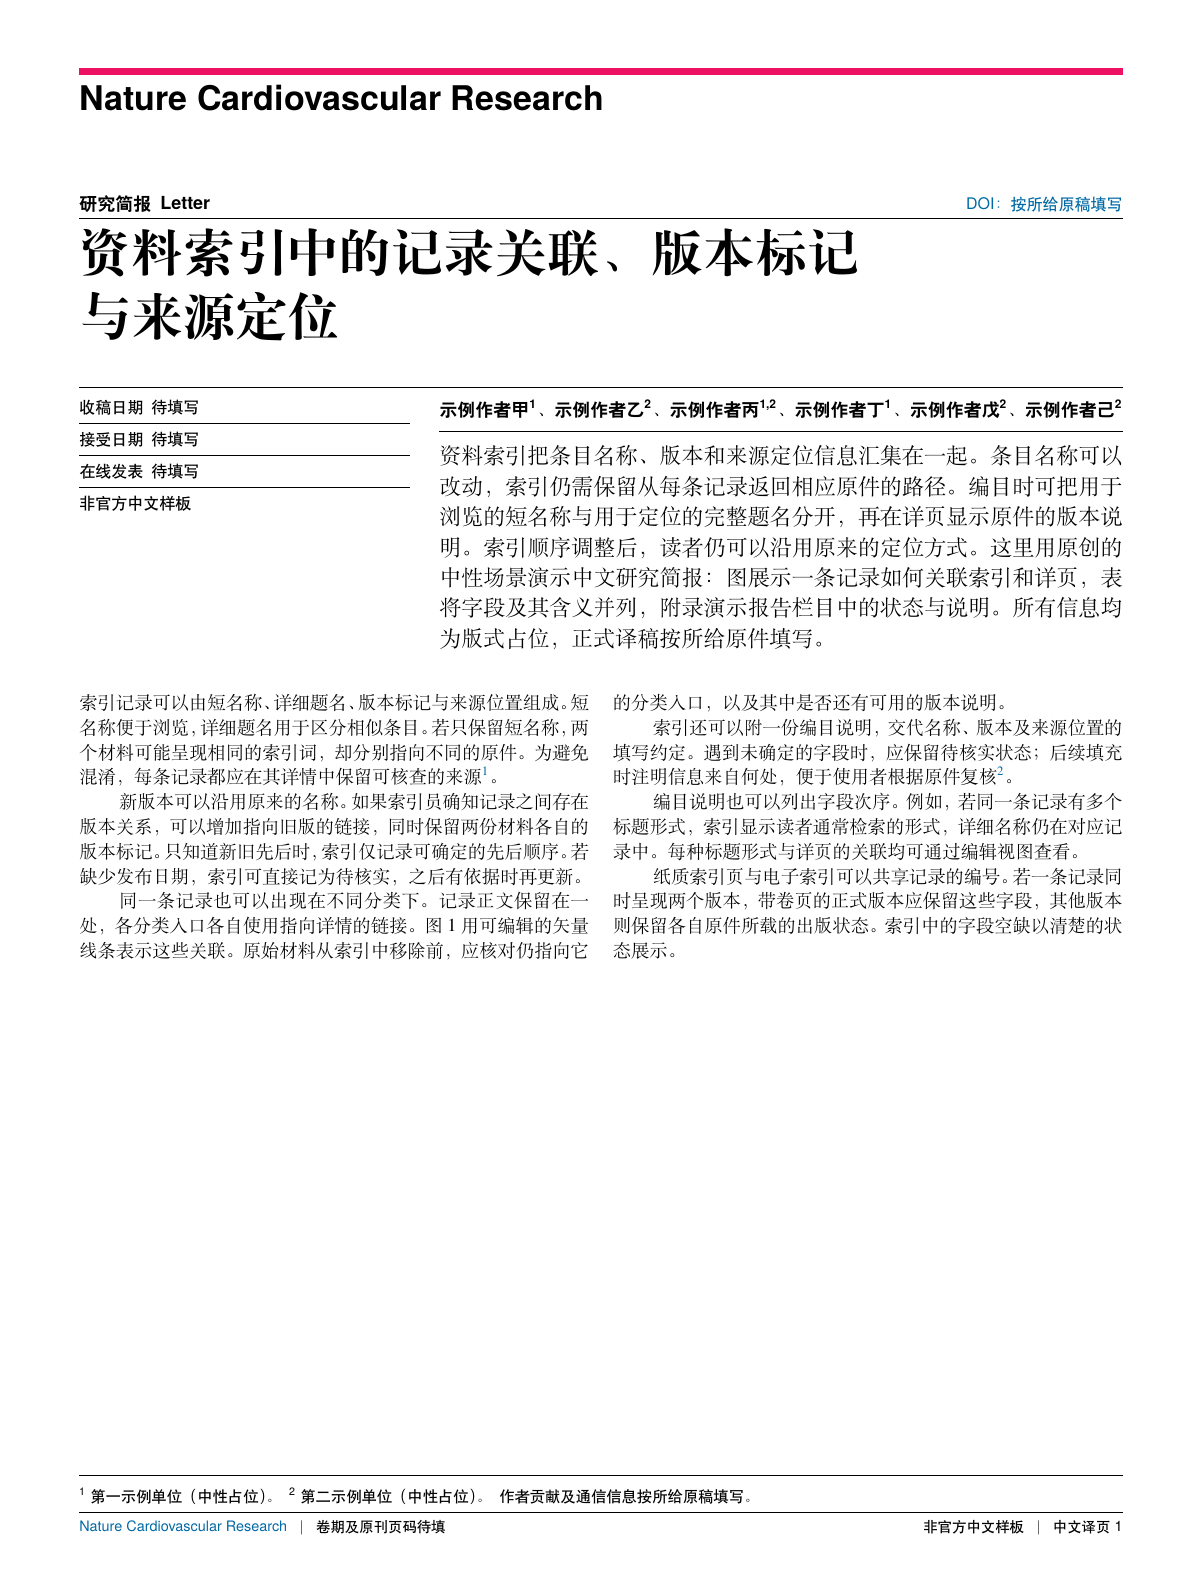 Nature Cardiovascular Research
研究简报 Letter
DOI：按所给原稿填写
资料索引中的记录关联、版本标记
与来源定位
收稿日期 待填写
接受日期 待填写
在线发表 待填写
非官方中文样板
示例作者甲1、示例作者乙2、示例作者丙1,2、示例作者丁1、示例作者戊2、示例作者己2
资料索引把条目名称、版本和来源定位信息汇集在一起。条目名称可以
改动，索引仍需保留从每条记录返回相应原件的路径。编目时可把用于
浏览的短名称与用于定位的完整题名分开，再在详页显示原件的版本说
明。索引顺序调整后，读者仍可以沿用原来的定位方式。这里用原创的
中性场景演示中文研究简报：图展示一条记录如何关联索引和详页，表
将字段及其含义并列，附录演示报告栏目中的状态与说明。所有信息均
为版式占位，正式译稿按所给原件填写。
索引记录可以由短名称、详细题名、版本标记与来源位置组成。短
名称便于浏览，详细题名用于区分相似条目。若只保留短名称，两
个材料可能呈现相同的索引词，却分别指向不同的原件。为避免
混淆，每条记录都应在其详情中保留可核查的来源1。
新版本可以沿用原来的名称。如果索引员确知记录之间存在
版本关系，可以增加指向旧版的链接，同时保留两份材料各自的
版本标记。只知道新旧先后时，索引仅记录可确定的先后顺序。若
缺少发布日期，索引可直接记为待核实，之后有依据时再更新。
同一条记录也可以出现在不同分类下。记录正文保留在一
处，各分类入口各自使用指向详情的链接。图 1 用可编辑的矢量
线条表示这些关联。原始材料从索引中移除前，应核对仍指向它
的分类入口，以及其中是否还有可用的版本说明。
索引还可以附一份编目说明，交代名称、版本及来源位置的
填写约定。遇到未确定的字段时，应保留待核实状态；后续填充
时注明信息来自何处，便于使用者根据原件复核2。
编目说明也可以列出字段次序。例如，若同一条记录有多个
标题形式，索引显示读者通常检索的形式，详细名称仍在对应记
录中。每种标题形式与详页的关联均可通过编辑视图查看。
纸质索引页与电子索引可以共享记录的编号。若一条记录同
时呈现两个版本，带卷页的正式版本应保留这些字段，其他版本
则保留各自原件所载的出版状态。索引中的字段空缺以清楚的状
态展示。
1 第一示例单位（中性占位）。 2 第二示例单位（中性占位）。 作者贡献及通信信息按所给原稿填写。
Nature Cardiovascular Research | 卷期及原刊页码待填
非官方中文样板 | 中文译页 1